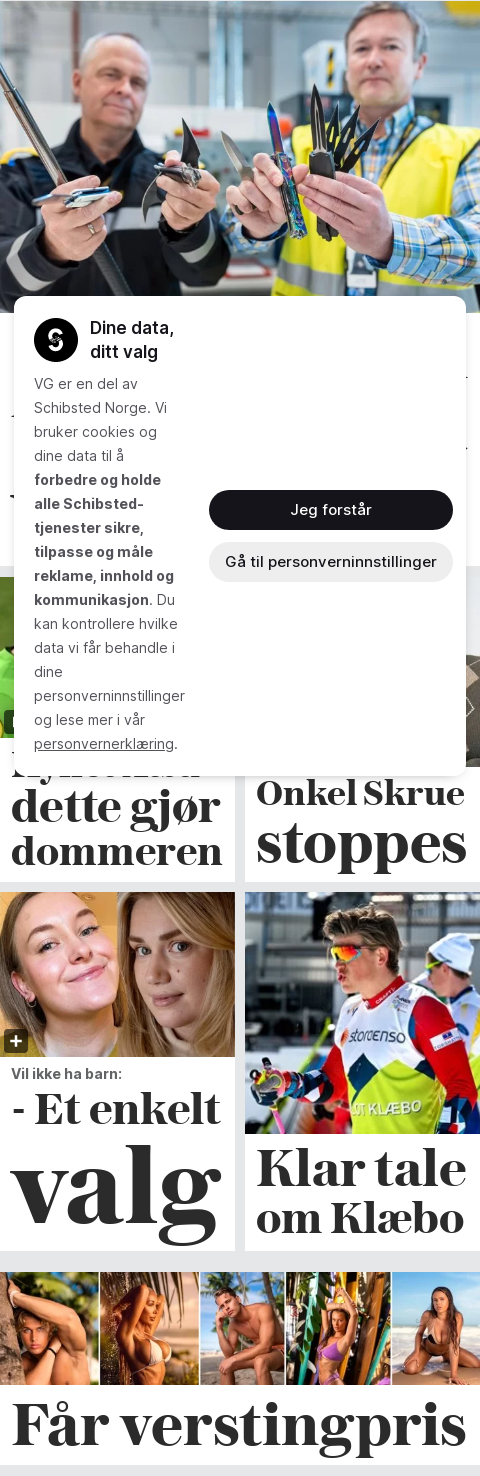 Dine data,
ditt valg
VG er en del av
Schibsted Norge. Vi
bruker cookies og
dine data til å
forbedre og holde
alle Schibsted-
tjenester sikre,
tilpasse og måle
reklame, innhold og
kommunikasjon. Du
kan kontrollere hvilke
data vi får behandle i
dine
personverninnstillinger
og lese mer i vår
personvernerklæring.
Jeg forstår
Gå til personverninnstillinger
dette gjør
dommeren
Onkel Skrue
stoppes
Vil ikke ha barn:
- Et enkelt
valg
storaenso
KLÆBO
Klar tale
om Klæbo
Får verstingpris